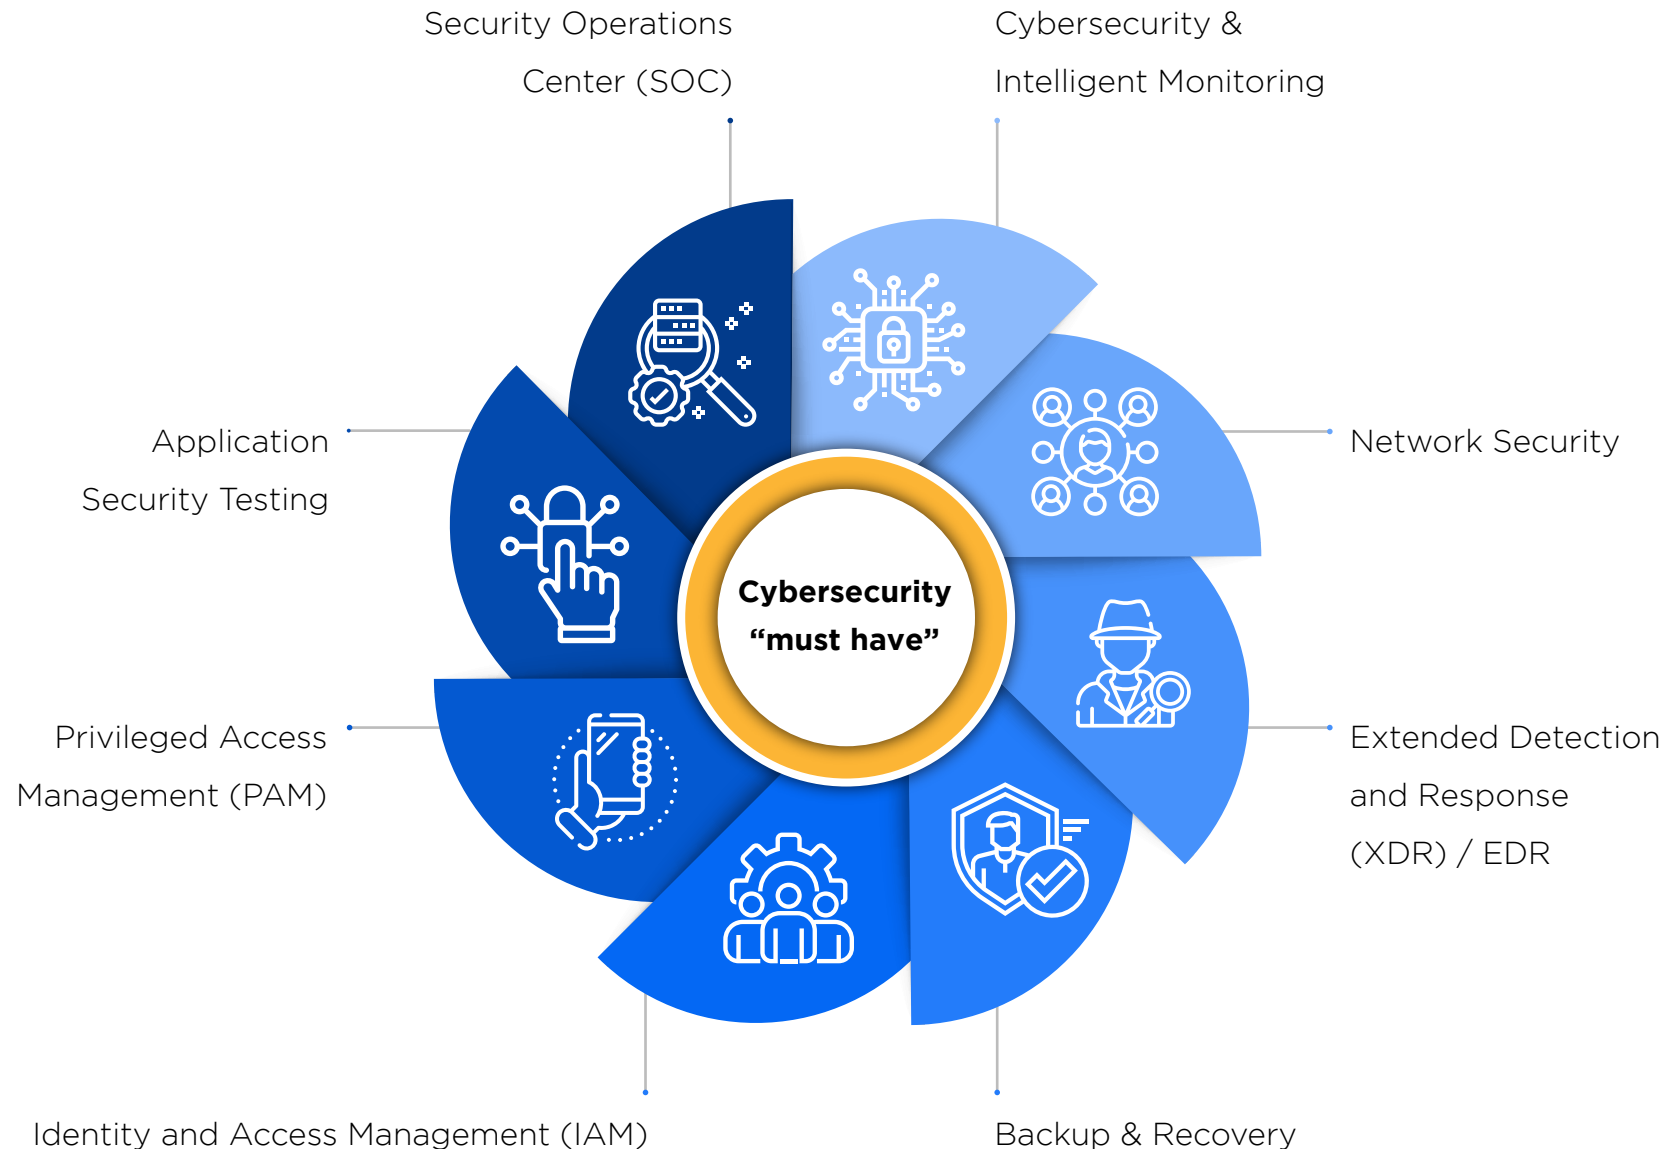 Security Operations
Center (SOC)
Cybersecurity &
Intelligent Monitoring
Application
Security Testing
Network Security
Cybersecurity
“must have”
Privileged Access
Management (PAM)
Extended Detection
and Response
(XDR) / EDR
Identity and Access Management (IAM)
Backup & Recovery